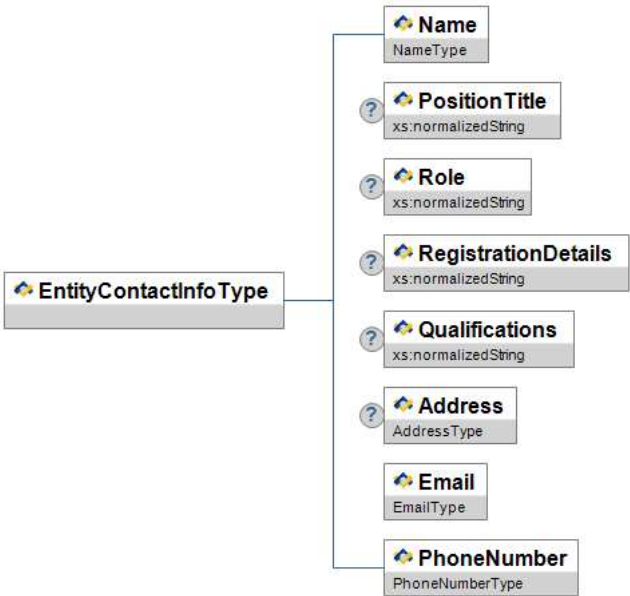 Name
NameType
?
PositionTitle
xs:normalizedString
?
Role
xs:normalizedString
?
RegistrationDetails
xs:normalizedString
EntityContactInfoType
?
Qualifications
xs:normalizedString
?
Address
AddressType
Email
EmailType
PhoneNumber
PhoneNumberType